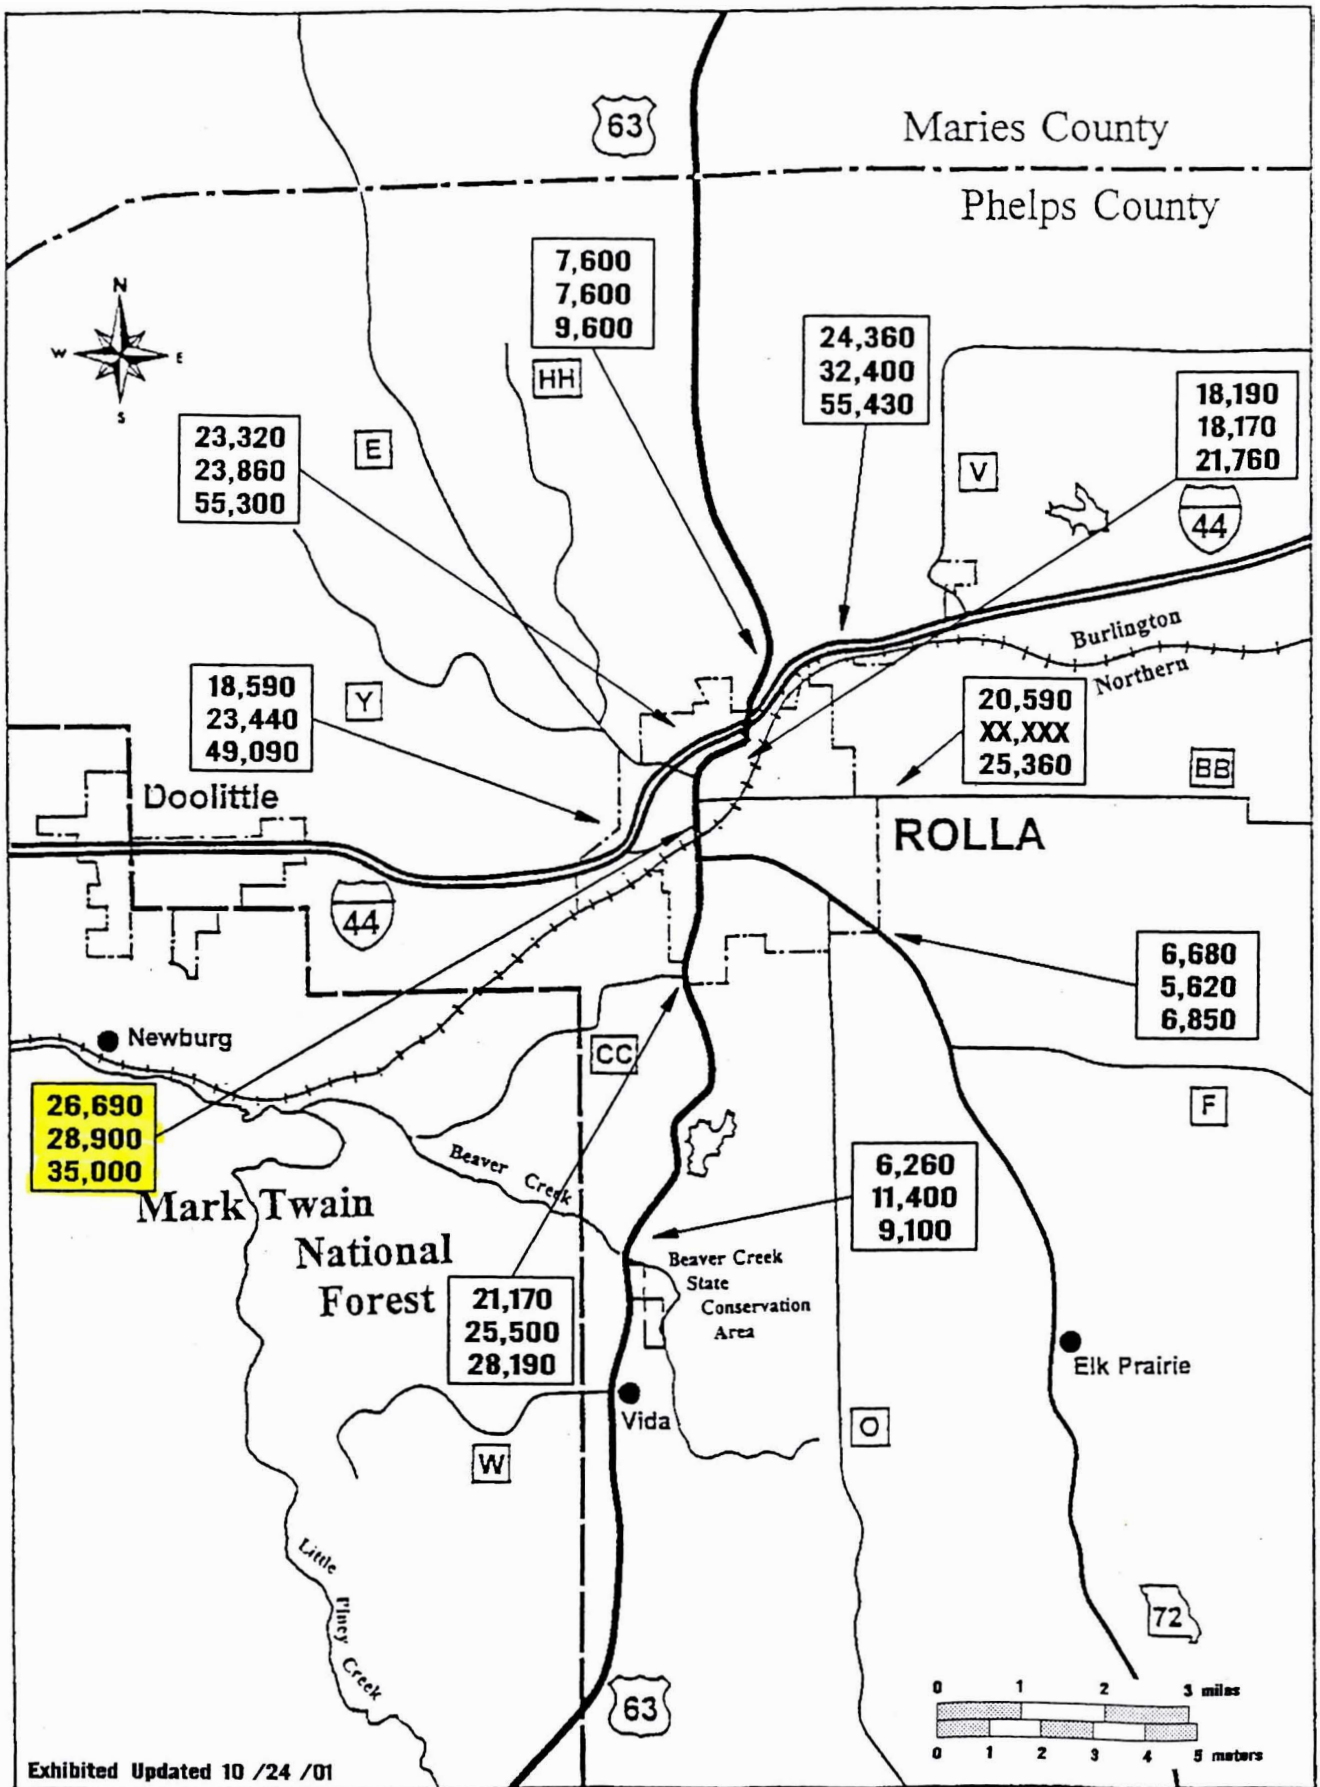 63
Maries County
Phelps County
N
W
E
S
7,600
7,600
9,600
HH
24,360
32,400
55,430
18,190
18,170
21,760
23,320
23,860
55,300
E
V
44
Burlington
Northern
18,590
23,440
49,090
Y
20,590
XX,XXX
25,360
BB
Doolittle
ROLLA
44
6,680
5,620
6,850
Newburg
CC
F
26,690
28,900
35,000
Beaver Creek
6,260
11,400
9,100
Mark Twain
National
Forest
Beaver Creek
State
Conservation
Area
21,170
25,500
28,190
Elk Prairie
Vida
O
W
Little Piney Creek
72
63
0 1 2 3 miles
0 1 2 3 4 5 meters
Exhibited Updated 10 /24 /01